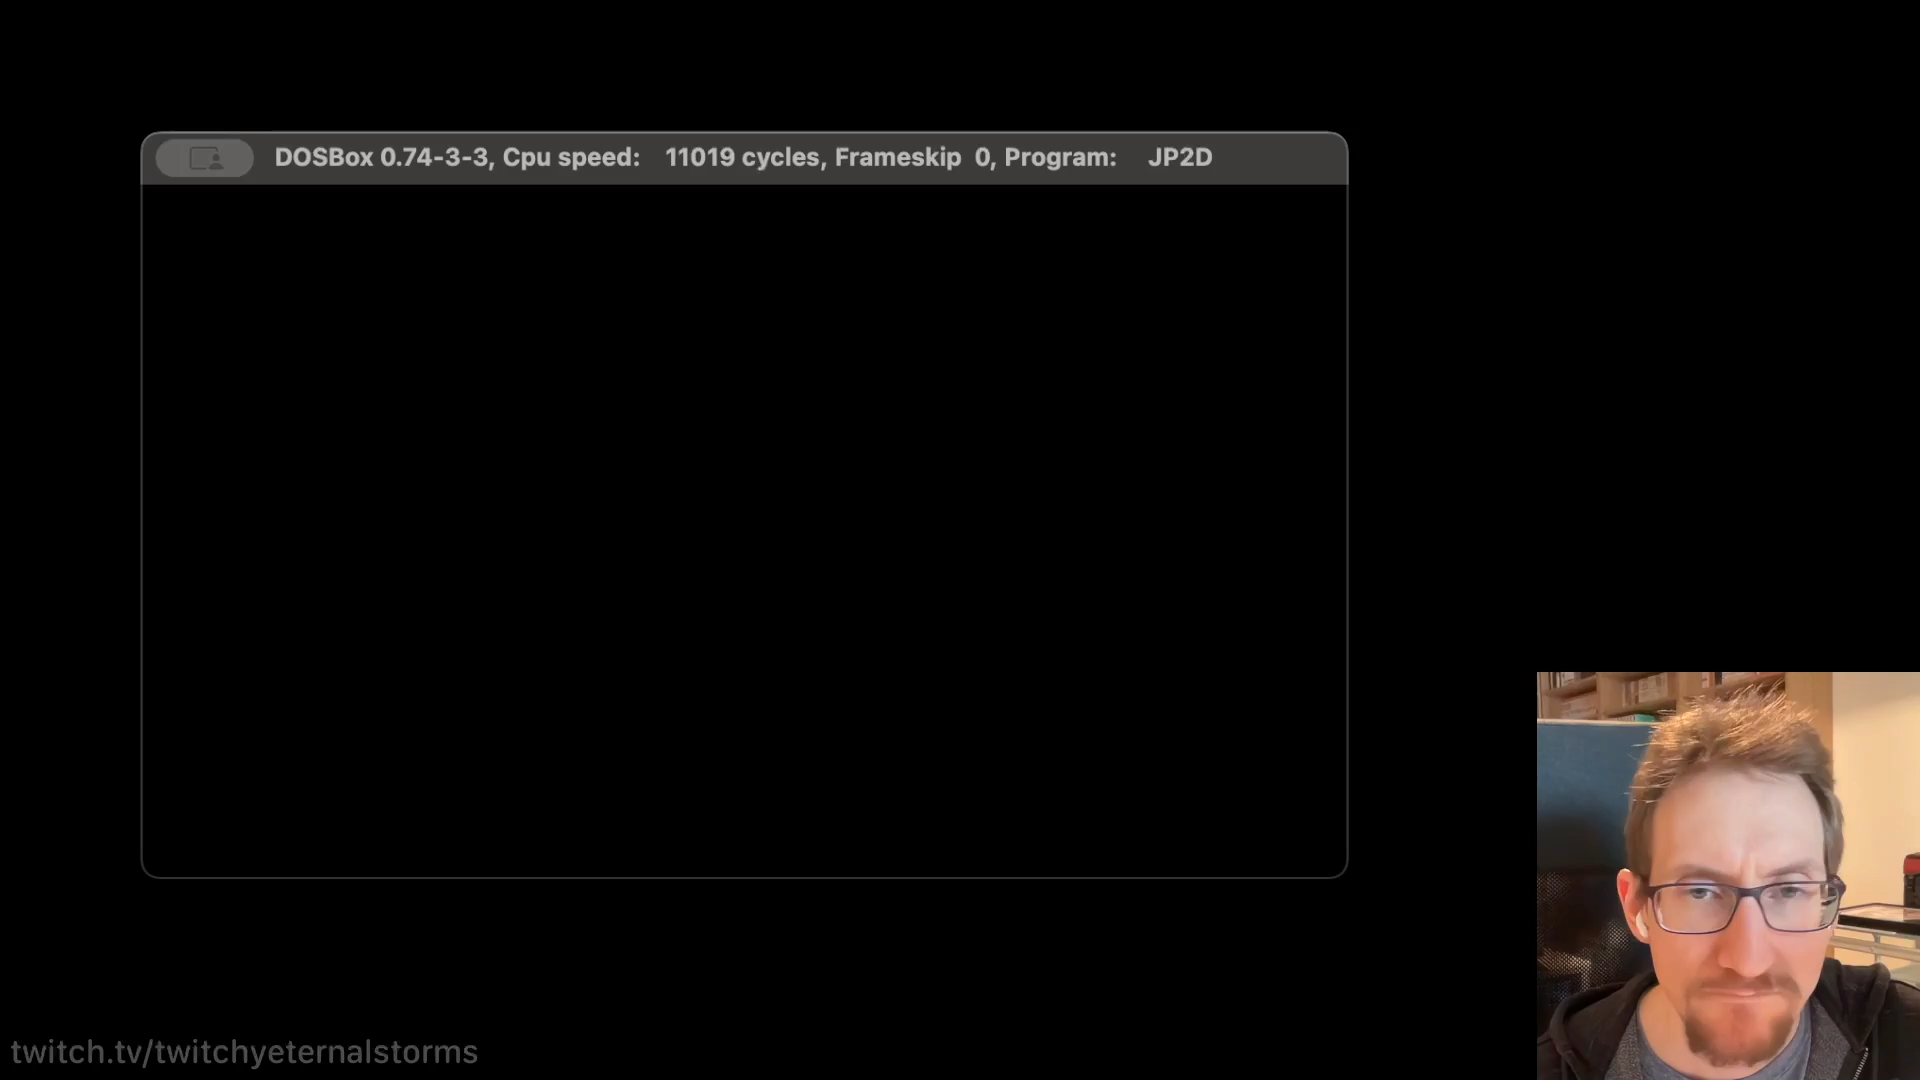 DOSBox 0.74-3-3, Cpu speed: 11019 cycles, Frameskip 0, Program: JP2D
twitch.tv/twitchyeternalstorms